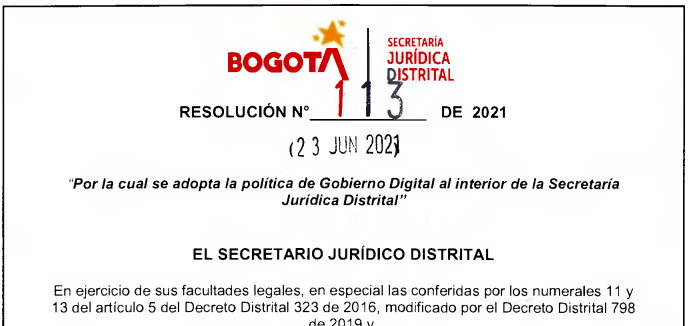 BOGOTÁ
SECRETARÍA
JURÍDICA
DISTRITAL
RESOLUCIÓN N° 113 DE 2021
(23 JUN 2021)
"Por la cual se adopta la política de Gobierno Digital al interior de la Secretaría
Jurídica Distrital"
EL SECRETARIO JURÍDICO DISTRITAL
En ejercicio de sus facultades legales, en especial las conferidas por los numerales 11 y
13 del artículo 5 del Decreto Distrital 323 de 2016, modificado por el Decreto Distrital 798
de 2019 y